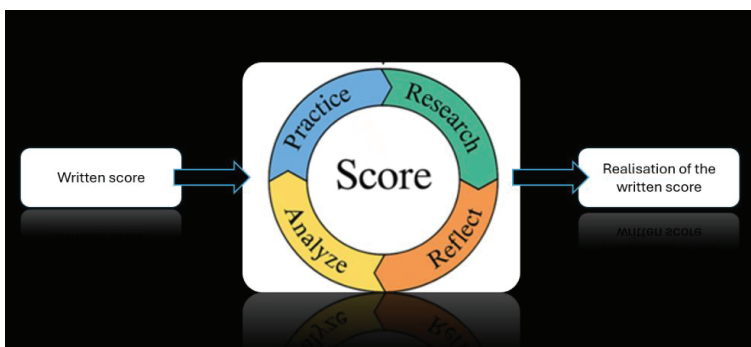 Written score
Practice
Research
Score
Analyze
Reflect
Realisation of the
written score